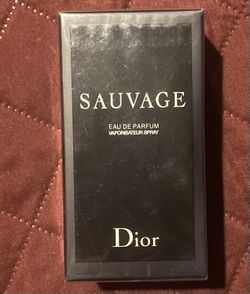 SAUVAGE
EAU DE PARFUM
VAPORISATEUR SPRAY
Dior